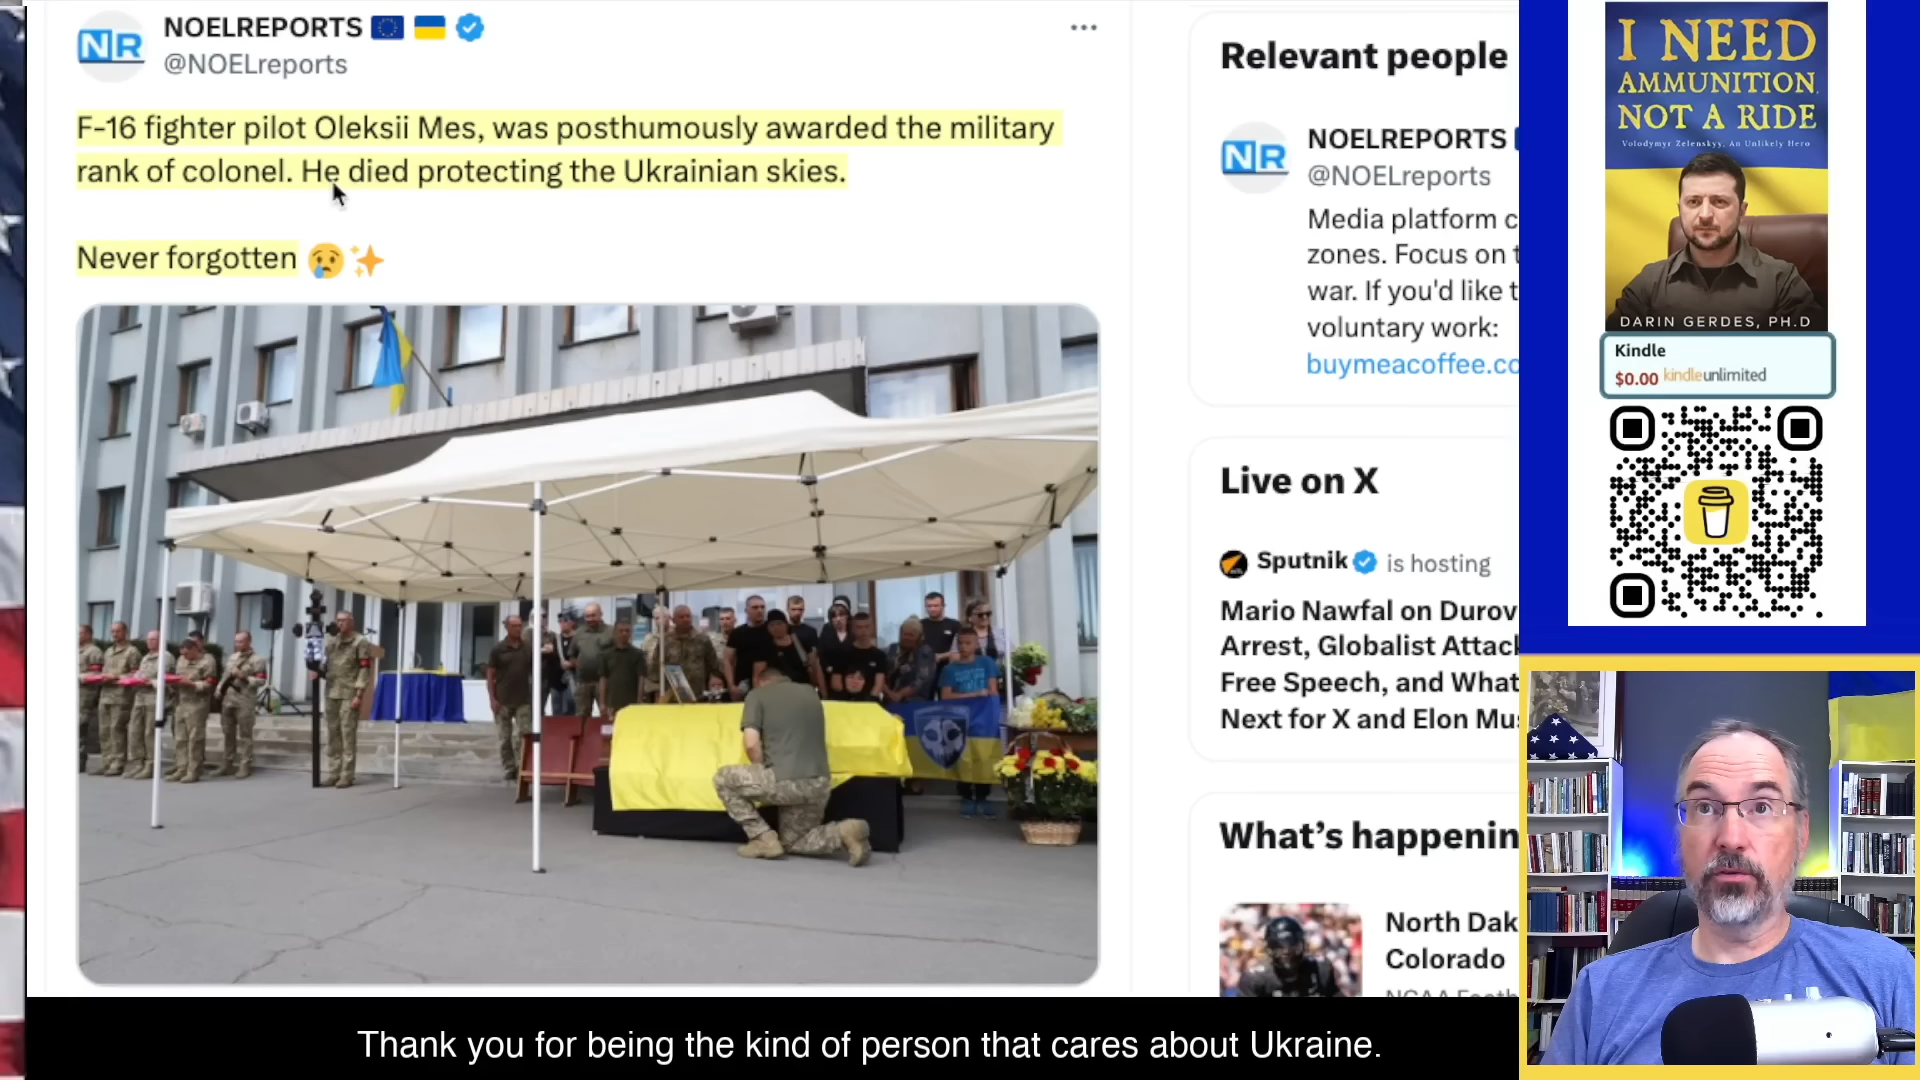 NR
NOELREPORTS
@NOELreports
F-16 fighter pilot Oleksii Mes, was posthumously awarded the military
rank of colonel. He died protecting the Ukrainian skies.
Never forgotten
Relevant people
NR
NOELREPORTS
@NOELreports
Media platform c
zones. Focus on t
war. If you'd like t
voluntary work:
buymeacoffee.co
Live on X
Sputnik is hosting
Mario Nawfal on Durov
Arrest, Globalist Attack
Free Speech, and What
Next for X and Elon Mus
What's happenin
North Dak
Colorado
I NEED
AMMUNITION,
NOT A RIDE
Volodymyr Zelenskyy, An Unlikely Hero
DARIN GERDES, PH.D
Kindle
$0.00 kindleunlimited
Thank you for being the kind of person that cares about Ukraine.